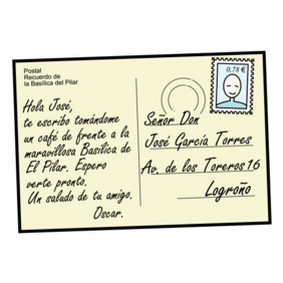 Postal
Recuerdo de
la Basílica del Pilar
0,78 €
Hola José,
te escribo tomándome
un café de frente a la
maravillosa Basílica de
El Pilar. Espero
verte pronto.
Un saludo de tu amigo.
Oscar.
Señor Don
José García Torres
Av. de los Toreros 16
Logroño